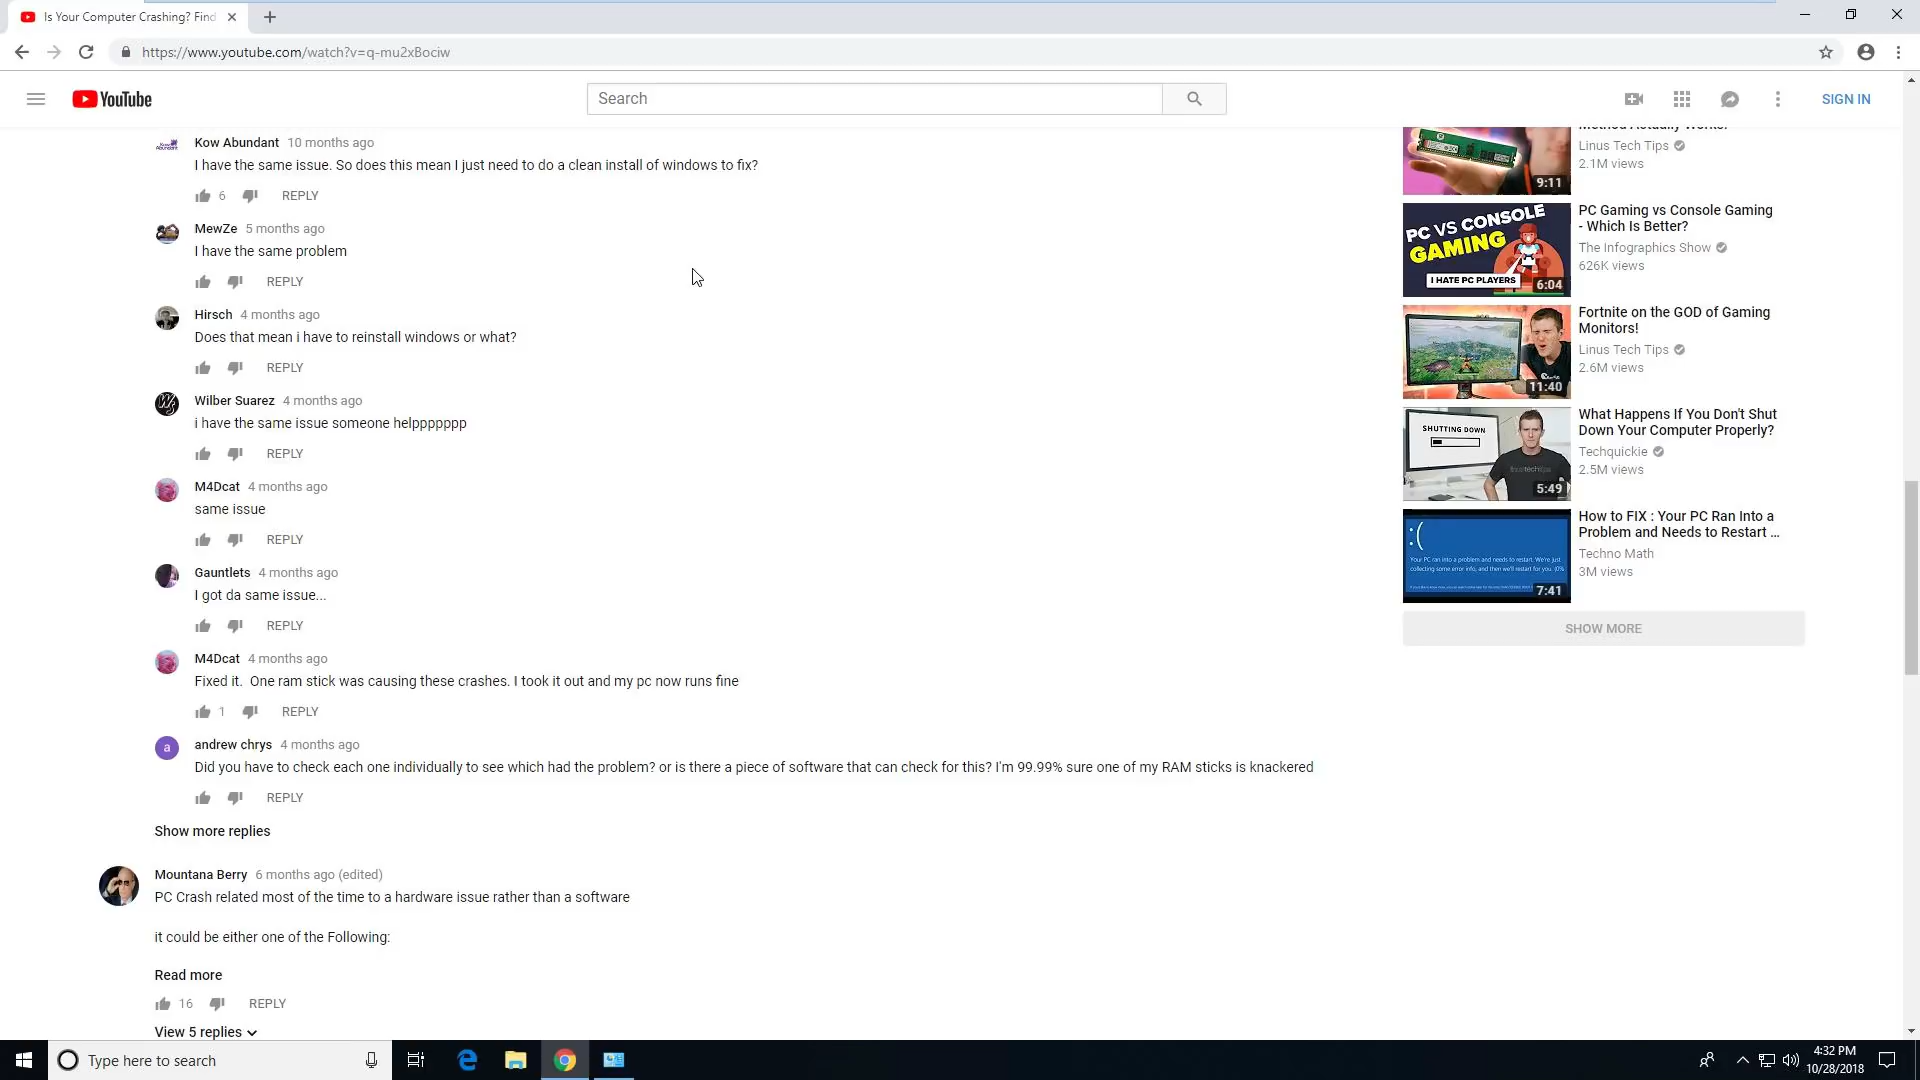 Is Your Computer Crashing? Find
https://www.youtube.com/watch?v=q-mu2xBociw
YouTube
Search
SIGN IN
Kow Abundant 10 months ago
I have the same issue. So does this mean I just need to do a clean install of windows to fix?
6 REPLY
MewZe 5 months ago
I have the same problem
REPLY
Hirsch 4 months ago
Does that mean i have to reinstall windows or what?
REPLY
Wilber Suarez 4 months ago
i have the same issue someone helppppppp
REPLY
M4Dcat 4 months ago
same issue
REPLY
Gauntlets 4 months ago
I got da same issue...
REPLY
M4Dcat 4 months ago
Fixed it. One ram stick was causing these crashes. I took it out and my pc now runs fine
1 REPLY
a
andrew chrys 4 months ago
Did you have to check each one individually to see which had the problem? or is there a piece of software that can check for this? I'm 99.99% sure one of my RAM sticks is knackered
REPLY
Show more replies
Mountana Berry 6 months ago (edited)
PC Crash related most of the time to a hardware issue rather than a software
it could be either one of the Following:
Read more
16 REPLY
View 5 replies
Method Actually Works!
Linus Tech Tips
2.1M views
9:11
PC VS CONSOLE
GAMING
I HATE PC PLAYERS
6:04
PC Gaming vs Console Gaming
- Which Is Better?
The Infographics Show
626K views
11:40
Fortnite on the GOD of Gaming
Monitors!
Linus Tech Tips
2.6M views
SHUTTING DOWN
5:49
What Happens If You Don't Shut
Down Your Computer Properly?
Techquickie
2.5M views
:(
Your PC ran into a problem and needs to restart. We're just
collecting some error info, and then we'll restart for you. (0%
7:41
How to FIX : Your PC Ran Into a
Problem and Needs to Restart ...
Techno Math
3M views
SHOW MORE
Type here to search
4:32 PM
10/28/2018